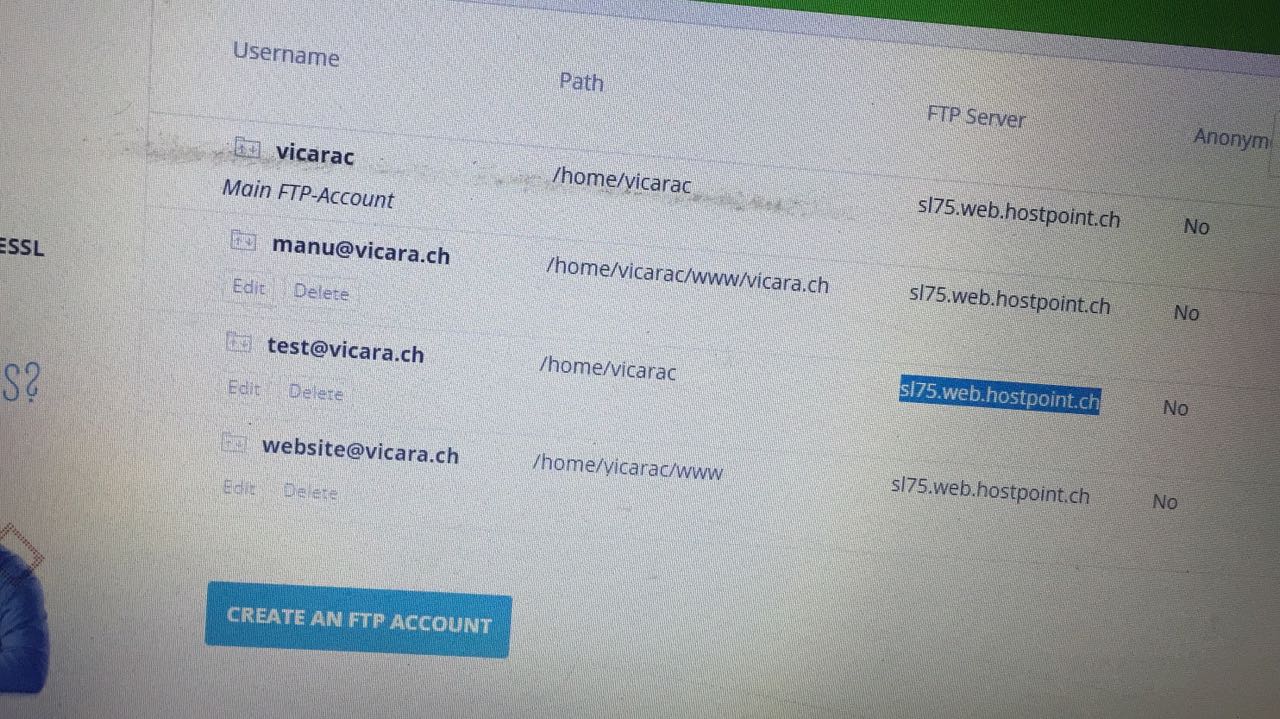 Username Path FTP Server Anonym
vicarac /home/vicarac sl75.web.hostpoint.ch No
Main FTP-Account
manu@vicara.ch /home/vicarac/www/vicara.ch sl75.web.hostpoint.ch No
Edit Delete
ESSL
test@vicara.ch /home/vicarac sl75.web.hostpoint.ch No
Edit Delete
S?
website@vicara.ch /home/vicarac/www sl75.web.hostpoint.ch No
Edit Delete
CREATE AN FTP ACCOUNT